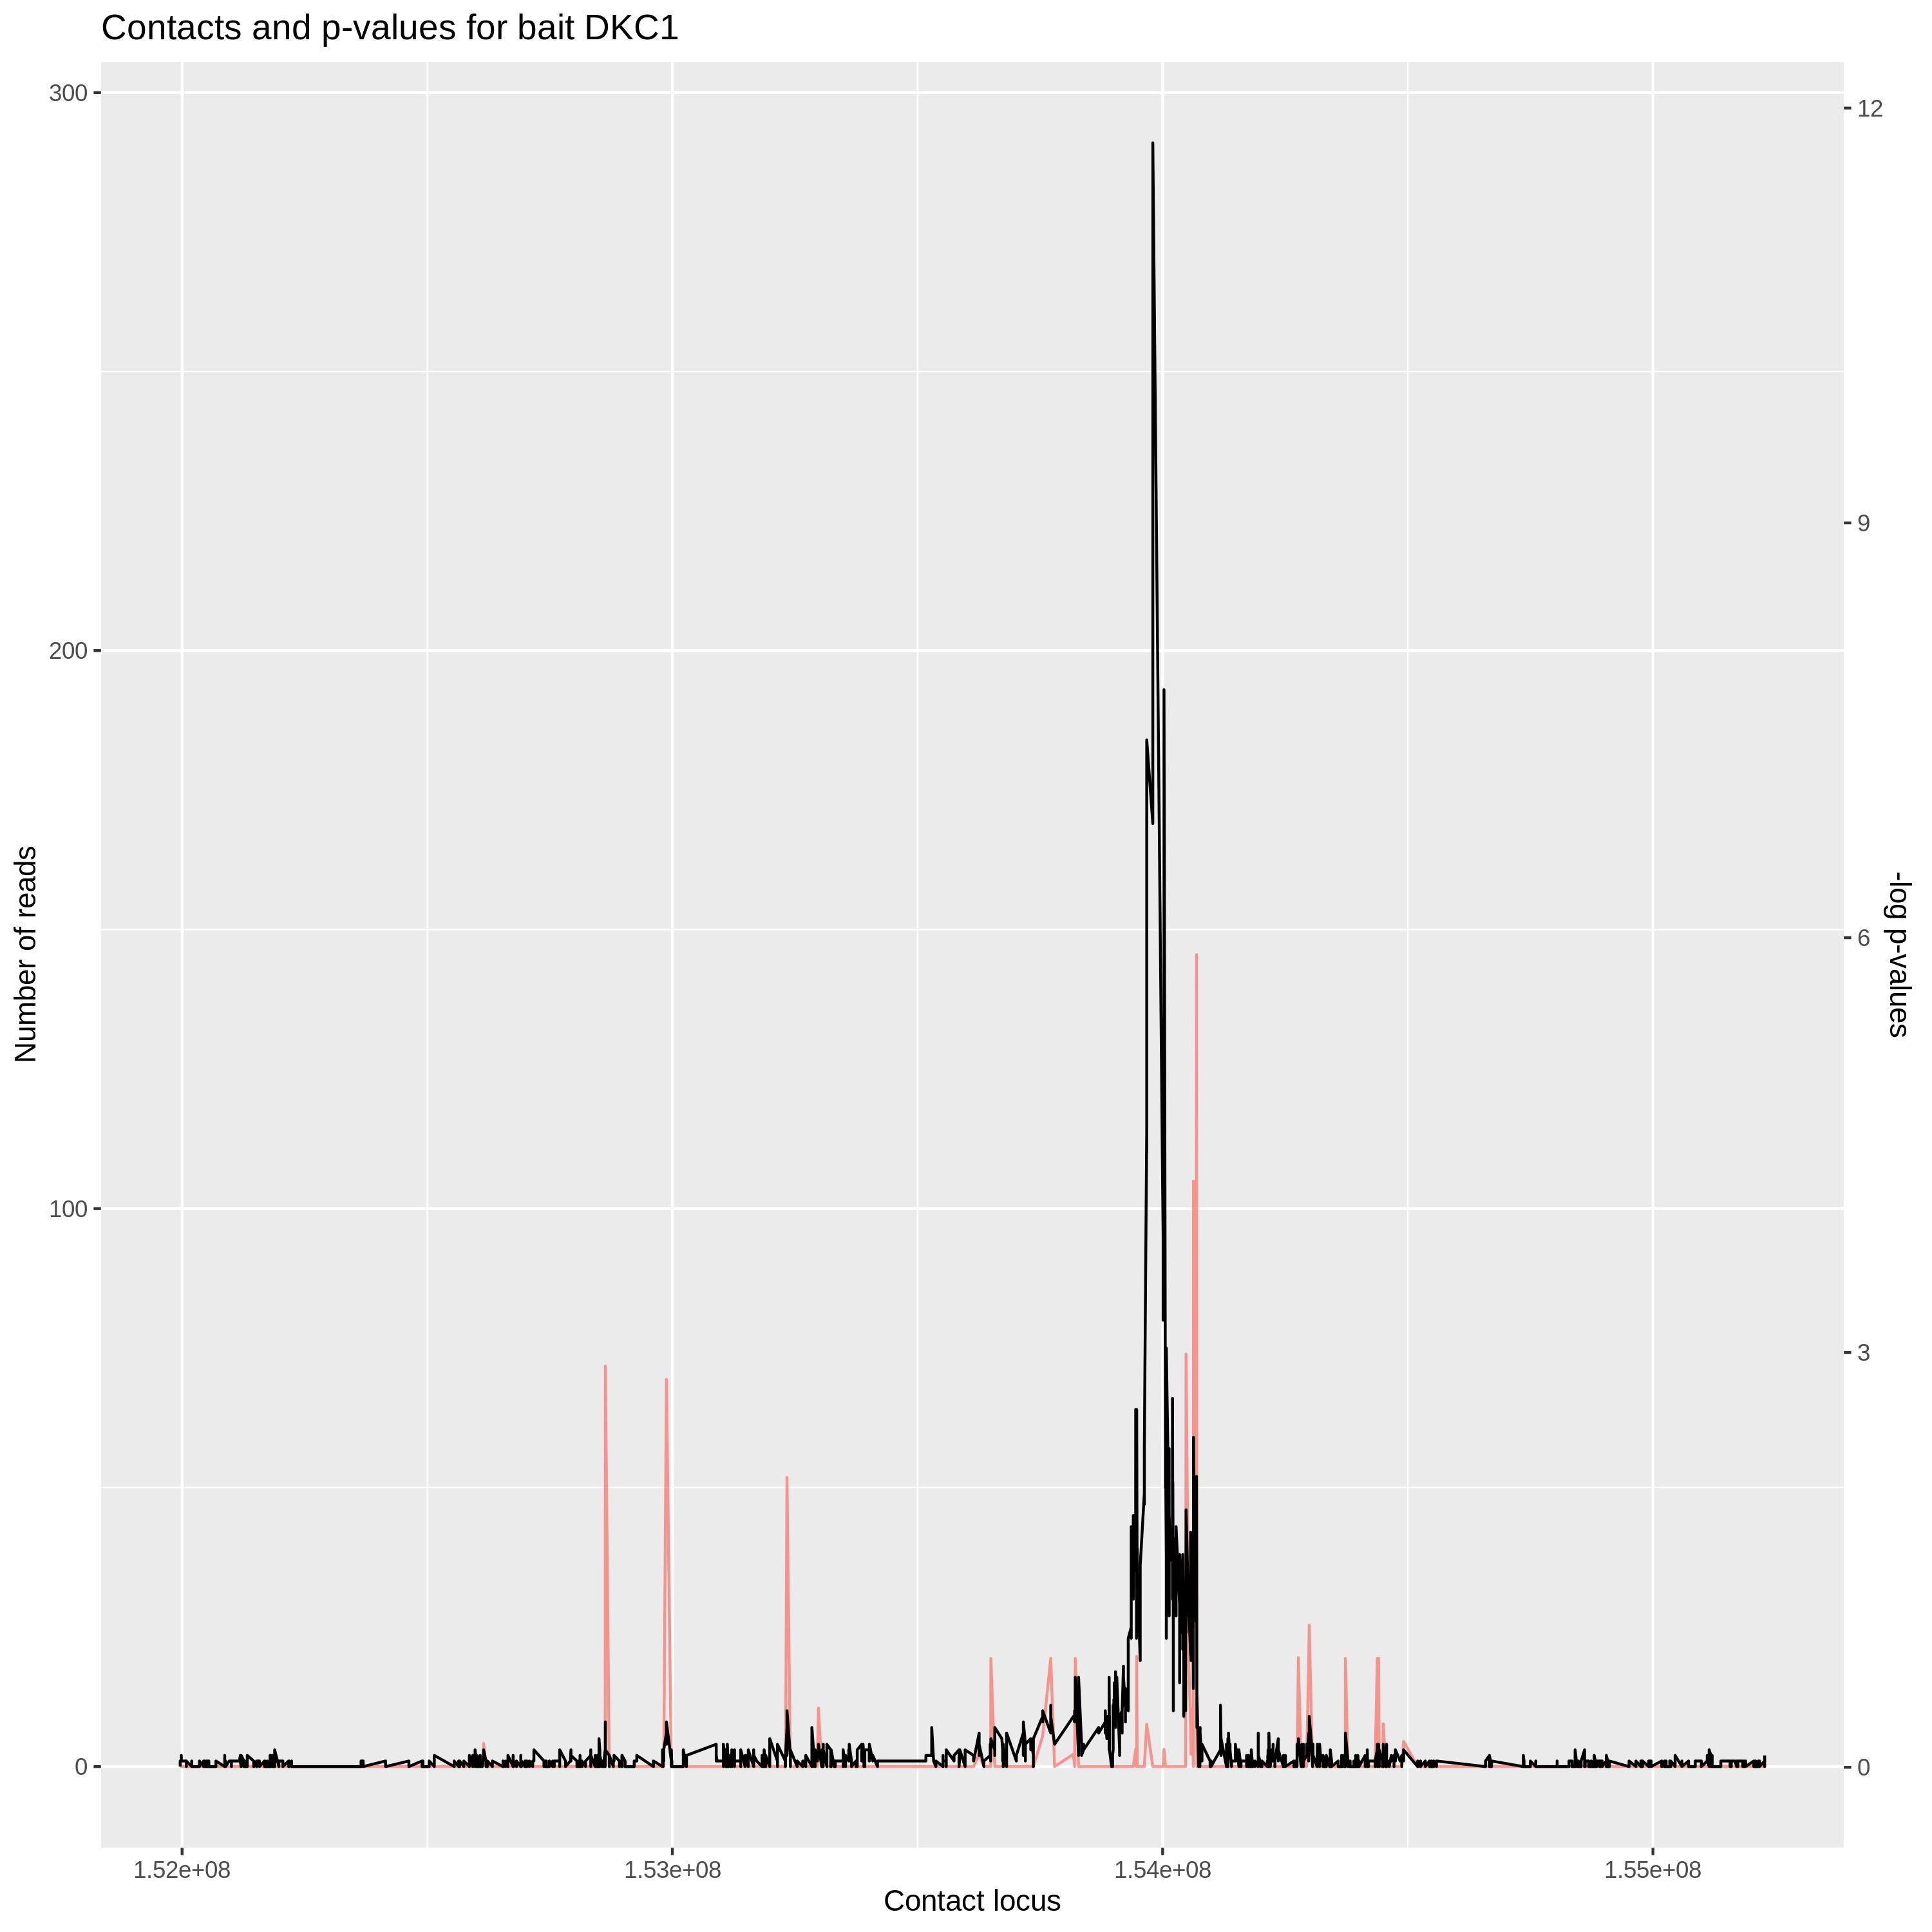 Contacts and p-values for bait DKC1
300
200
100
0
12
9
6
3
0
Number of reads
-log p-values
1.52e+08 1.53e+08 1.54e+08 1.55e+08
Contact locus